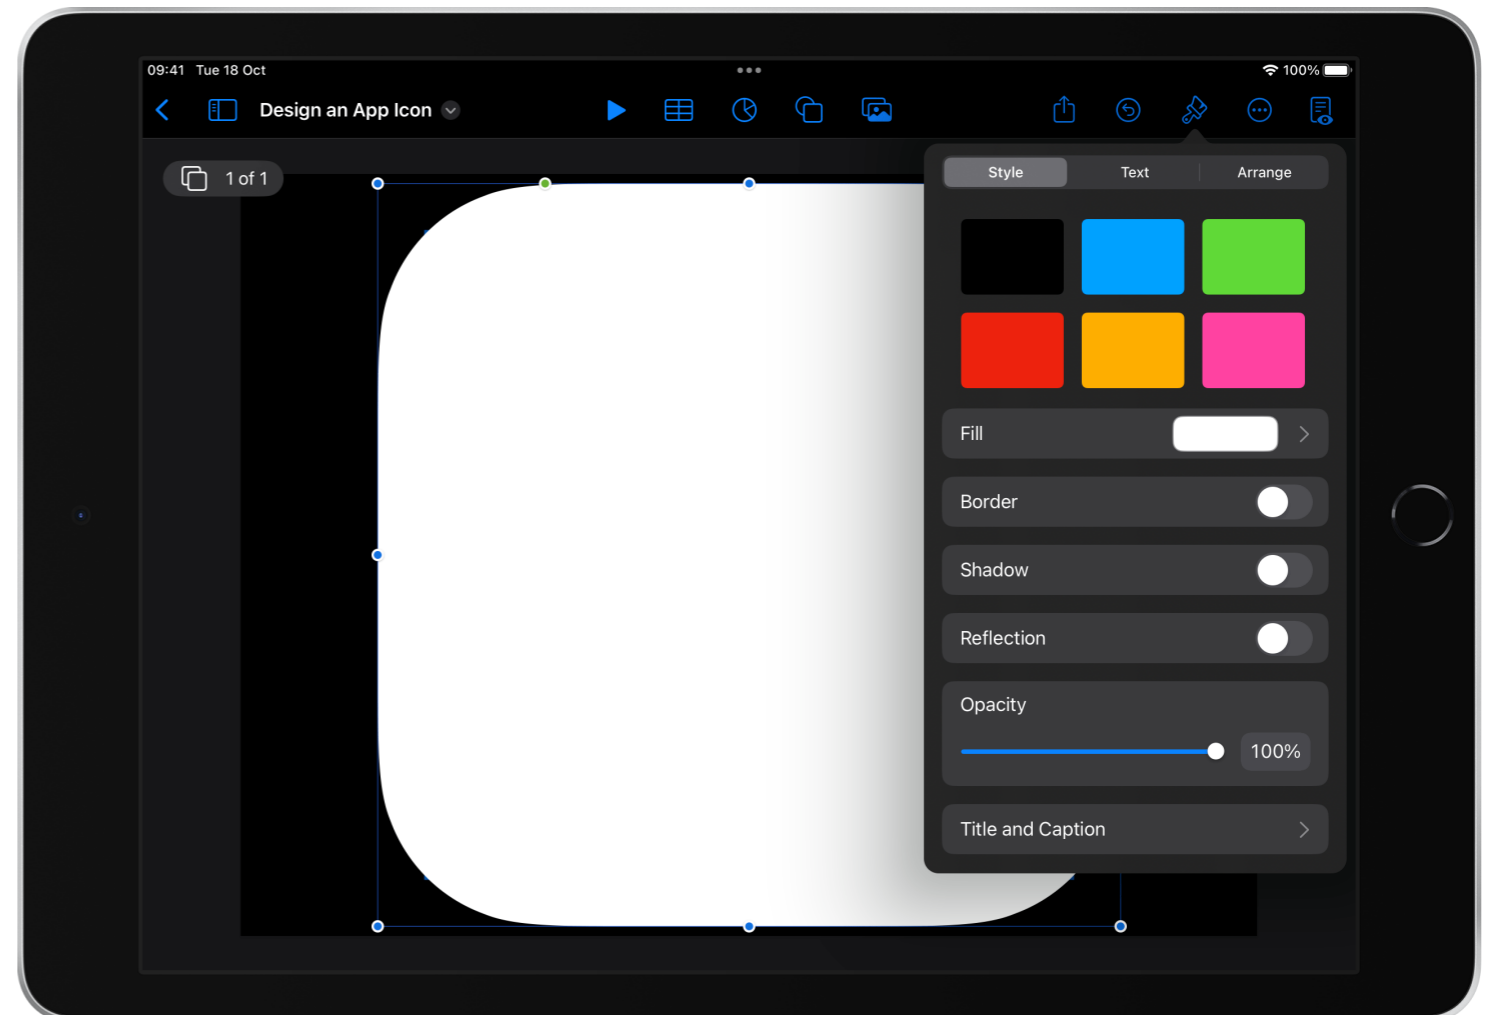 09:41 Tue 18 Oct
100%
Design an App Icon
1 of 1
Style Text Arrange
Fill
Border
Shadow
Reflection
Opacity
100%
Title and Caption